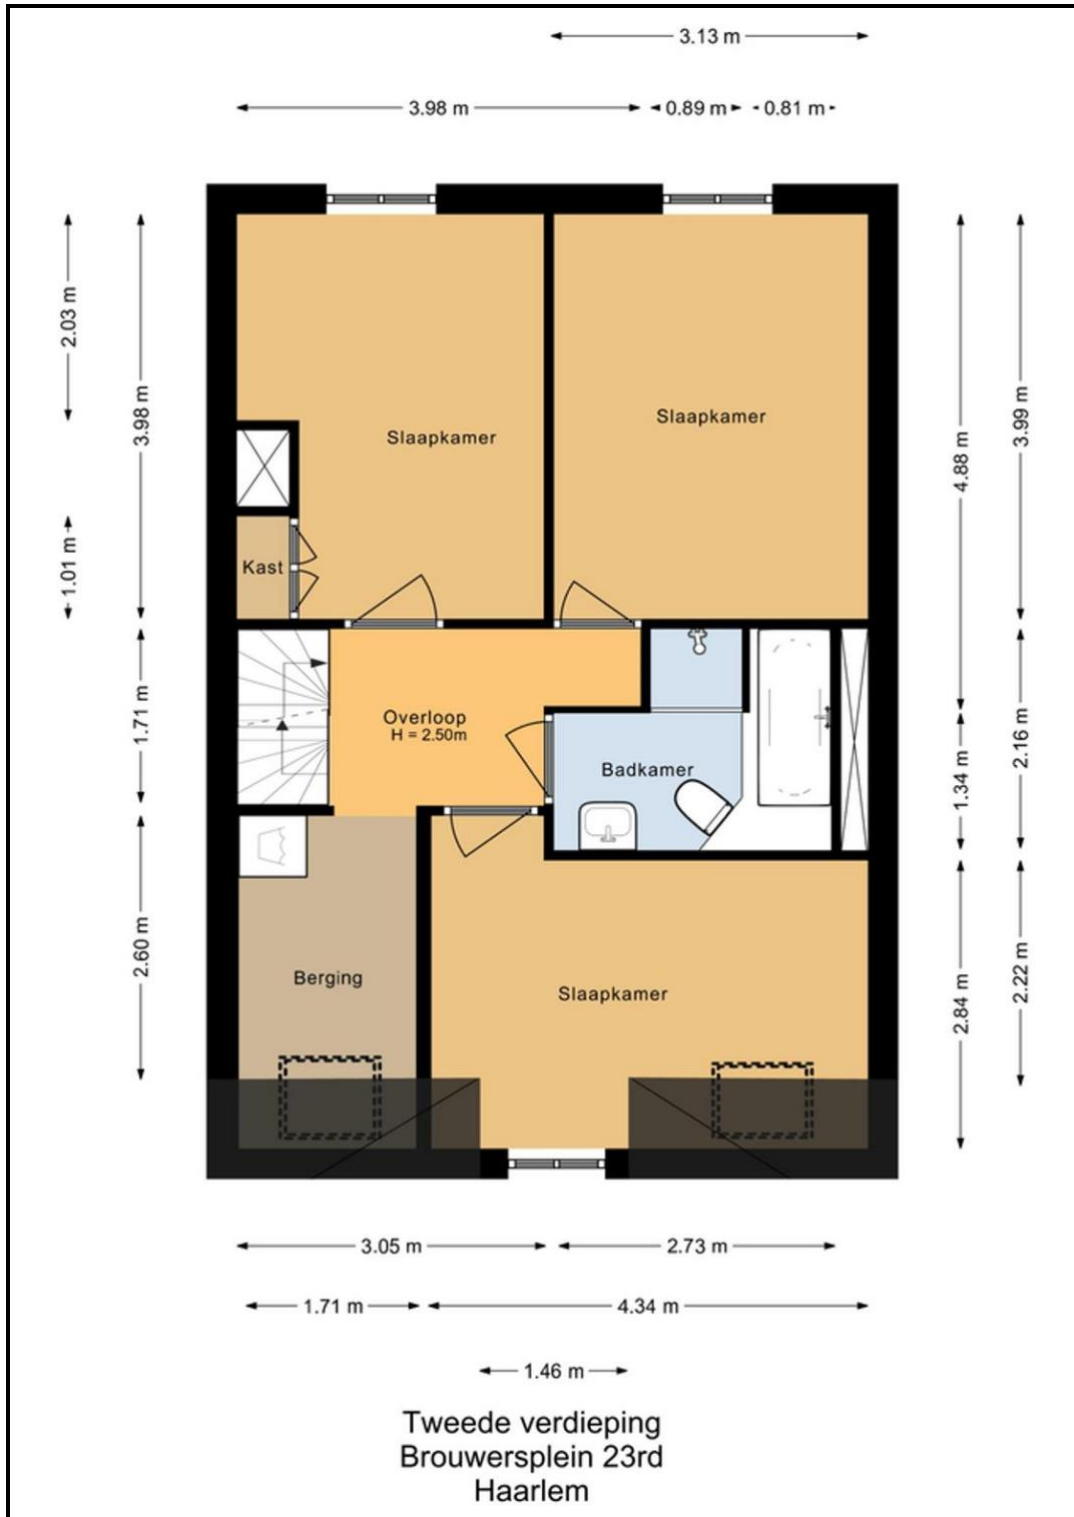 3.13 m
3.98 m
0.89 m
0.81 m
2.03 m
3.98 m
Slaapkamer
Slaapkamer
4.88 m
3.99 m
1.01 m
Kast
1.71 m
Overloop
H = 2.50m
Badkamer
1.34 m
2.16 m
2.60 m
Berging
Slaapkamer
2.84 m
2.22 m
3.05 m
2.73 m
1.71 m
4.34 m
1.46 m
Tweede verdieping
Brouwersplein 23rd
Haarlem